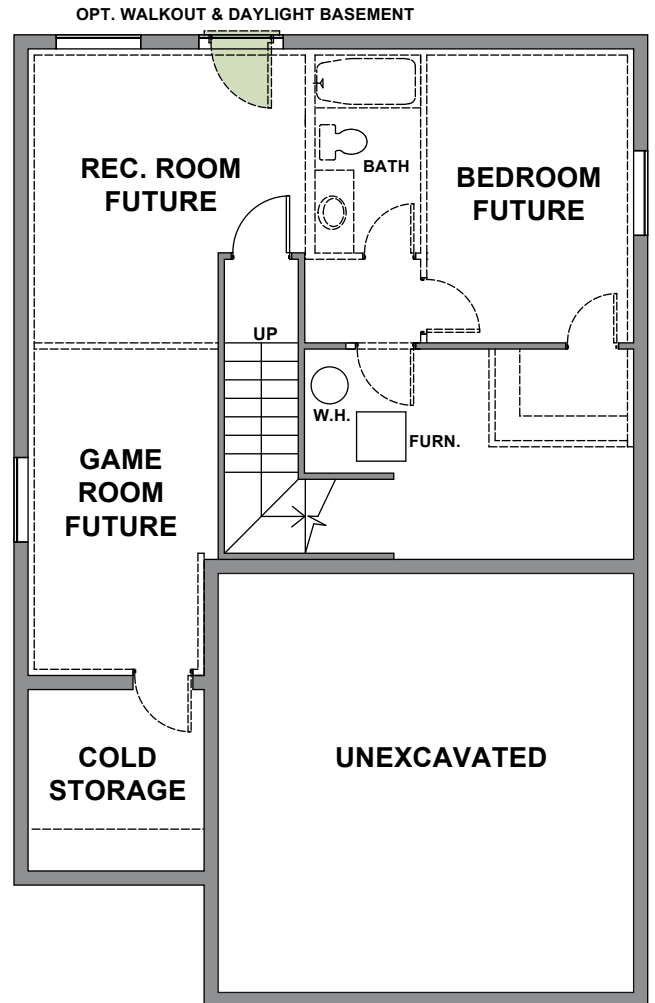 OPT. WALKOUT & DAYLIGHT BASEMENT
REC. ROOM
FUTURE
BATH
BEDROOM
FUTURE
UP
W.H.
FURN.
GAME
ROOM
FUTURE
COLD
STORAGE
UNEXCAVATED